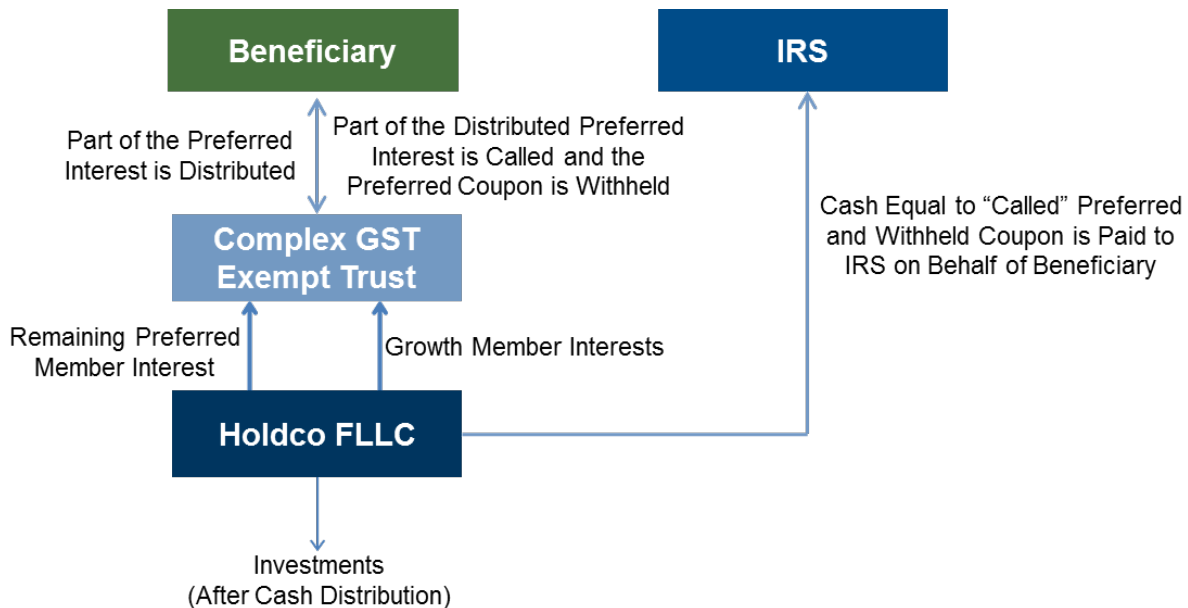 Beneficiary
IRS
Part of the Preferred
Interest is Distributed
Part of the Distributed Preferred
Interest is Called and the
Preferred Coupon is Withheld
Cash Equal to “Called” Preferred
and Withheld Coupon is Paid to
IRS on Behalf of Beneficiary
Complex GST
Exempt Trust
Remaining Preferred
Member Interest
Growth Member Interests
Holdco FLLC
Investments
(After Cash Distribution)